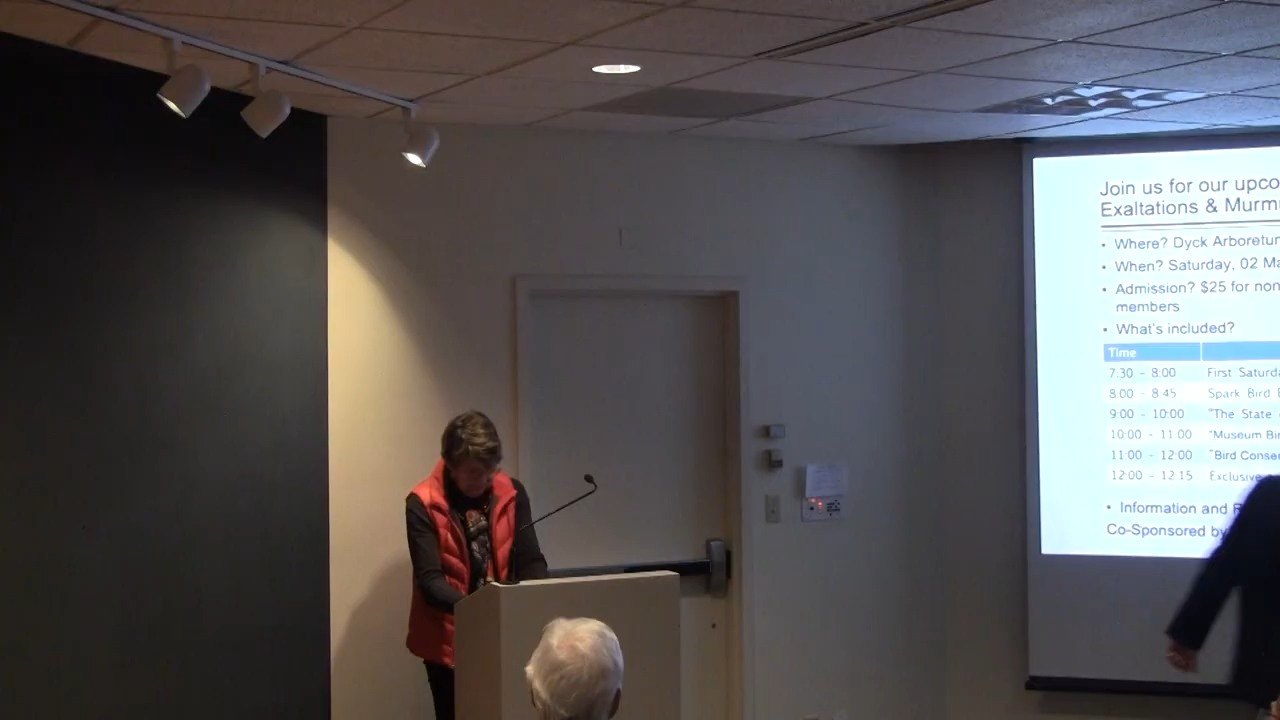 Join us for our upco
Exaltations & Murm
• Where? Dyck Arboretu
• When? Saturday, 02 Ma
• Admission? $25 for non
members
• What's included?
Time
7:30 - 8:00 First Saturd
8:00 - 8:45 Spark Bird
9:00 - 10:00 "The State
10:00 - 11:00 "Museum Bi
11:00 - 12:00 "Bird Conse
12:00 - 12:15 Exclusive
• Information and
Co-Sponsored by